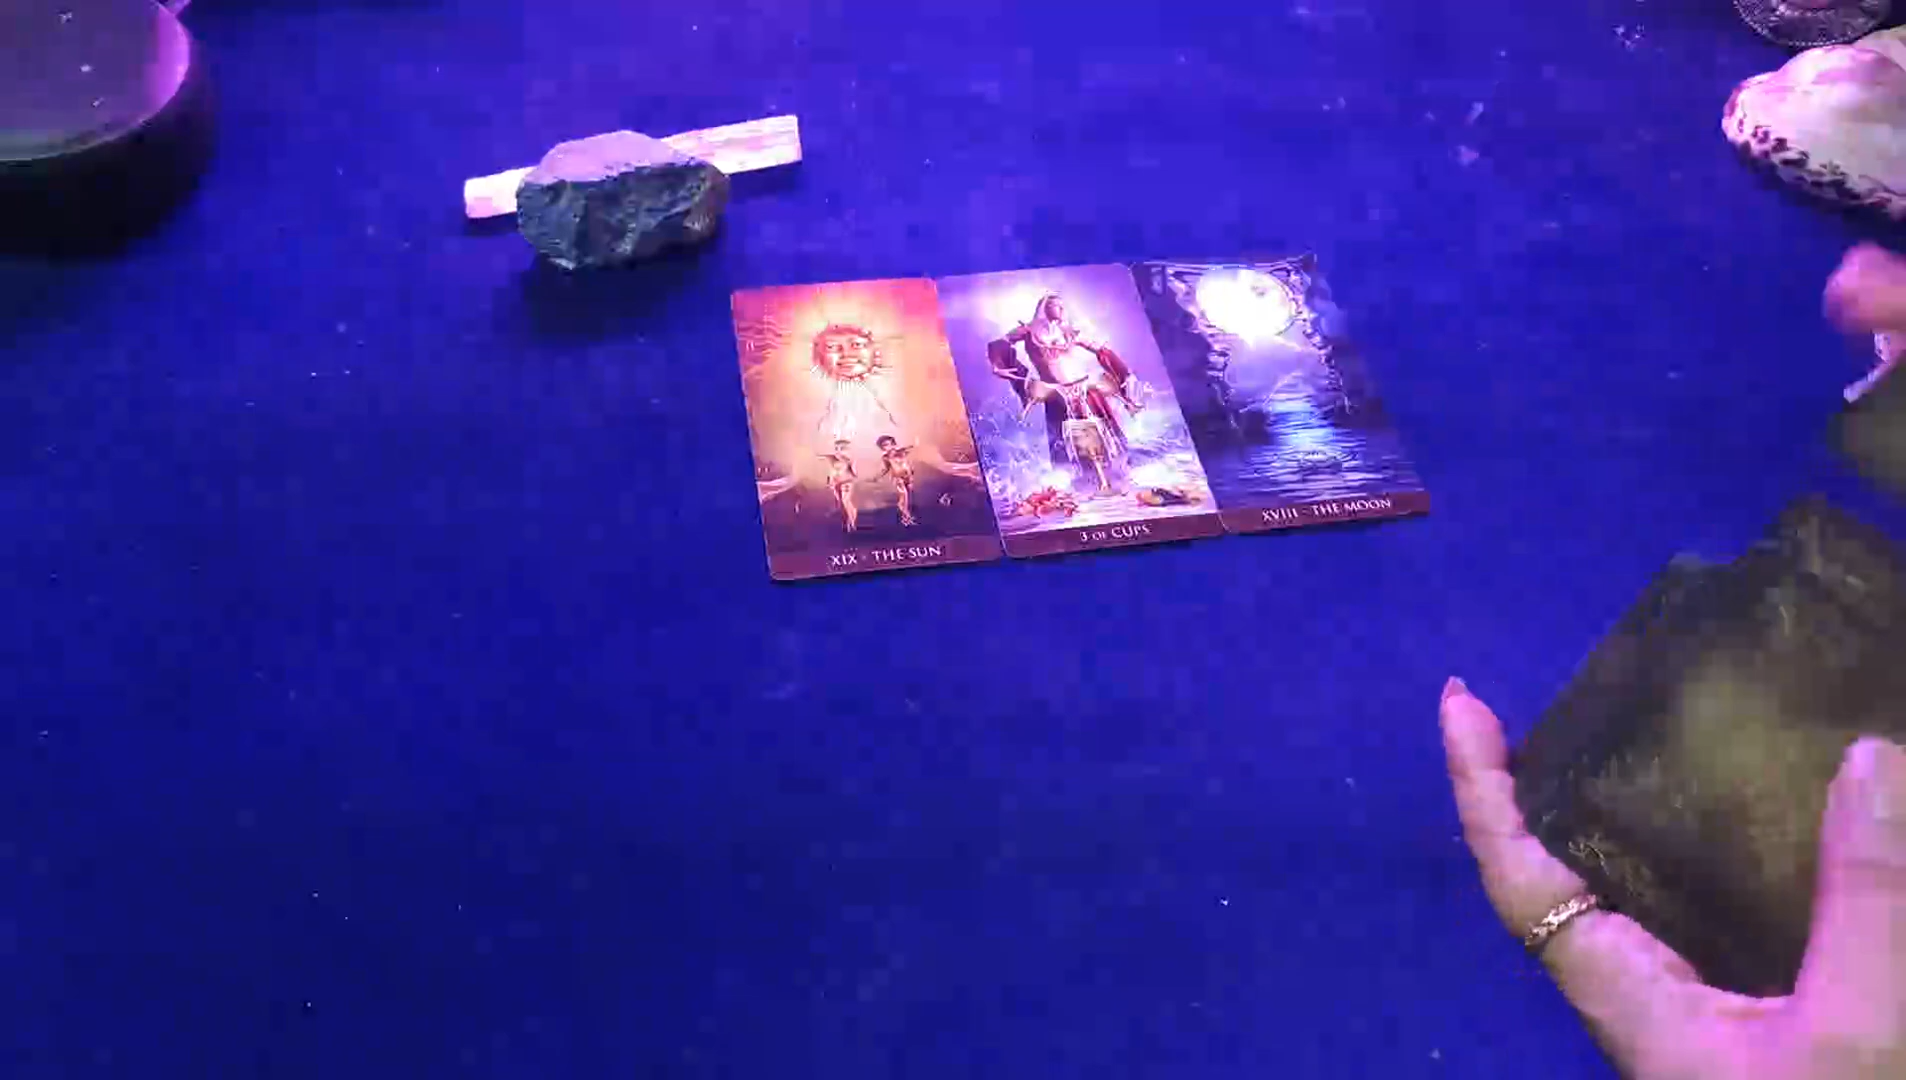 XIX · THE SUN
3 OF CUPS
XVIII · THE MOON